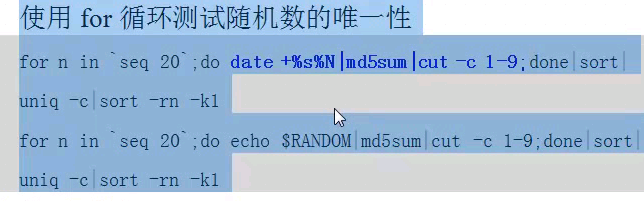 使用 for 循环测试随机数的唯一性
for n in `seq 20`;do date +%s%N|md5sum|cut -c 1-9;done|sort|
uniq -c|sort -rn -k1
for n in `seq 20`;do echo $RANDOM|md5sum|cut -c 1-9;done|sort|
uniq -c|sort -rn -k1